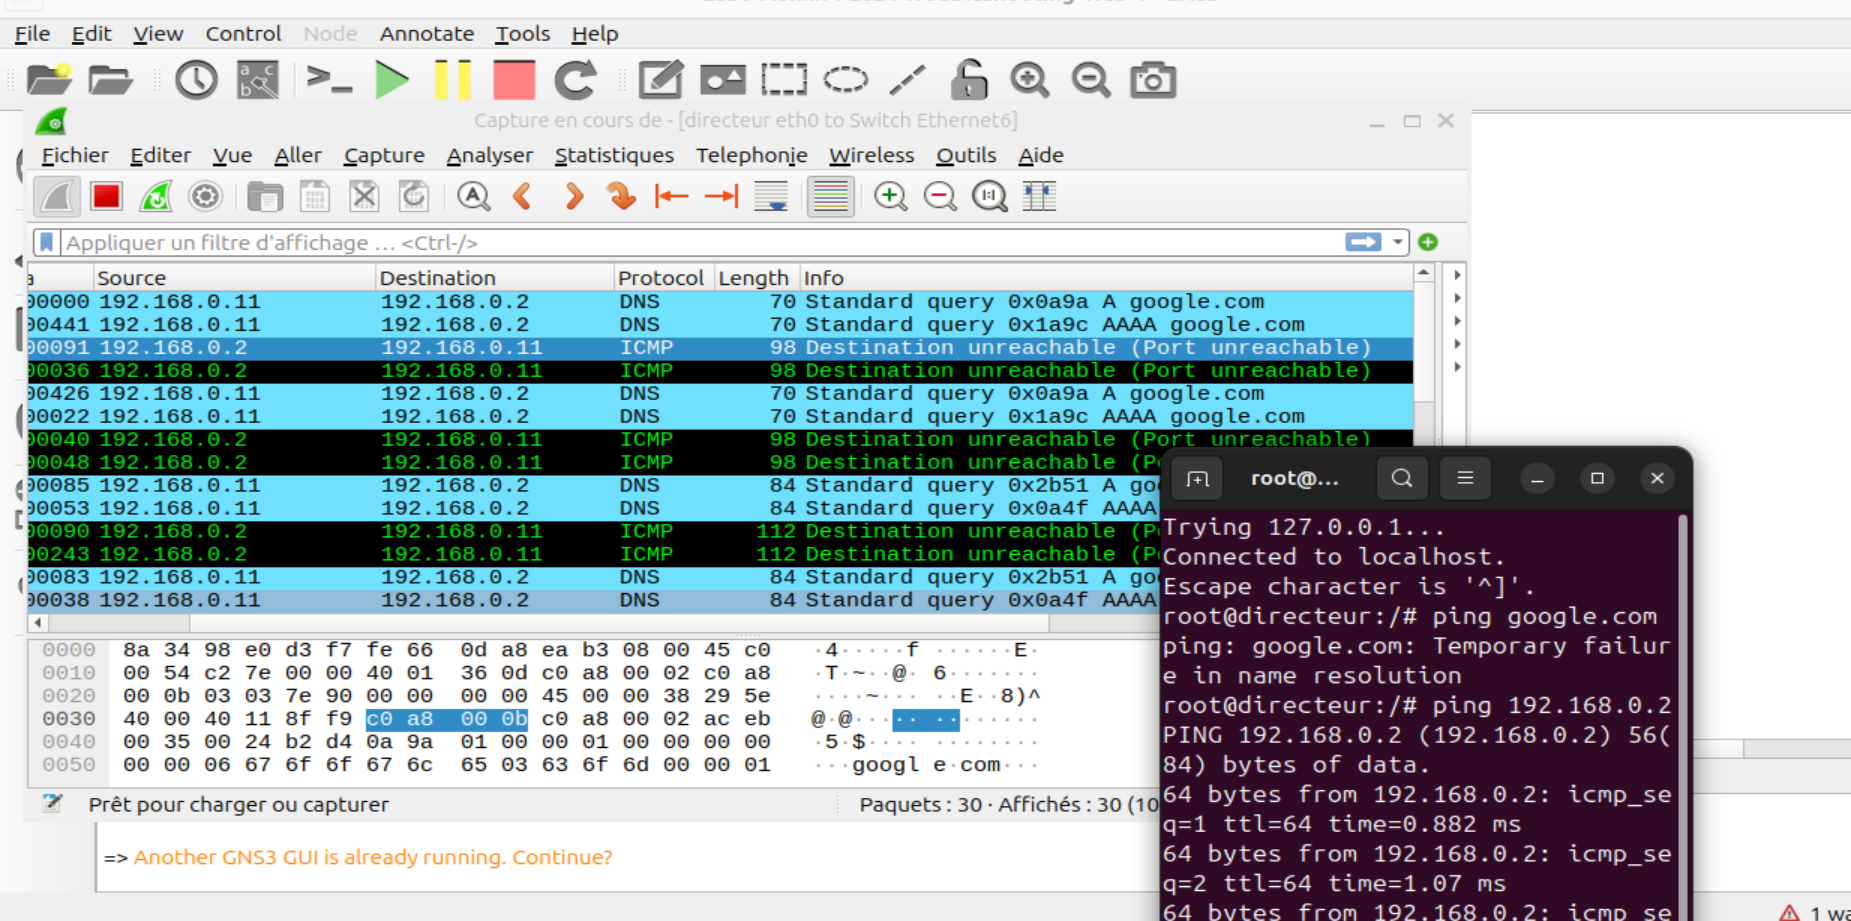 File Edit View Control Node Annotate Tools Help
Capture en cours de - [directeur eth0 to Switch Ethernet6]
Fichier Editer Vue Aller Capture Analyser Statistiques Telephonie Wireless Outils Aide
Appliquer un filtre d'affichage ... <Ctrl-/>
Source Destination Protocol Length Info
00000 192.168.0.11 192.168.0.2 DNS 70 Standard query 0x0a9a A google.com
00441 192.168.0.11 192.168.0.2 DNS 70 Standard query 0x1a9c AAAA google.com
00091 192.168.0.2 192.168.0.11 ICMP 98 Destination unreachable (Port unreachable)
00036 192.168.0.2 192.168.0.11 ICMP 98 Destination unreachable (Port unreachable)
00426 192.168.0.11 192.168.0.2 DNS 70 Standard query 0x0a9a A google.com
00022 192.168.0.11 192.168.0.2 DNS 70 Standard query 0x1a9c AAAA google.com
00040 192.168.0.2 192.168.0.11 ICMP 98 Destination unreachable (Port unreachable)
00048 192.168.0.2 192.168.0.11 ICMP 98 Destination unreachable (P
00085 192.168.0.11 192.168.0.2 DNS 84 Standard query 0x2b51 A go
00053 192.168.0.11 192.168.0.2 DNS 84 Standard query 0x0a4f AAAA
00090 192.168.0.2 192.168.0.11 ICMP 112 Destination unreachable (P
00243 192.168.0.2 192.168.0.11 ICMP 112 Destination unreachable (P
00083 192.168.0.11 192.168.0.2 DNS 84 Standard query 0x2b51 A go
00038 192.168.0.11 192.168.0.2 DNS 84 Standard query 0x0a4f AAAA
0000 8a 34 98 e0 d3 f7 fe 66 0d a8 ea b3 08 00 45 c0 ·4·····f ······E·
0010 00 54 c2 7e 00 00 40 01 36 0d c0 a8 00 02 c0 a8 ·T·~··@· 6·······
0020 00 0b 03 03 7e 90 00 00 00 00 45 00 00 38 29 5e ····~··· ··E··8)^
0030 40 00 40 11 8f f9 c0 a8 00 0b c0 a8 00 02 ac eb @·@····· ········
0040 00 35 00 24 b2 d4 0a 9a 01 00 00 01 00 00 00 00 ·5·$···· ········
0050 00 00 06 67 6f 6f 67 6c 65 03 63 6f 6d 00 00 01 ···googl e·com···
Prêt pour charger ou capturer
Paquets : 30 · Affichés : 30 (10
=> Another GNS3 GUI is already running. Continue?
root@...
Trying 127.0.0.1...
Connected to localhost.
Escape character is '^]'.
root@directeur:/# ping google.com
ping: google.com: Temporary failur
e in name resolution
root@directeur:/# ping 192.168.0.2
PING 192.168.0.2 (192.168.0.2) 56(
84) bytes of data.
64 bytes from 192.168.0.2: icmp_se
q=1 ttl=64 time=0.882 ms
64 bytes from 192.168.0.2: icmp_se
q=2 ttl=64 time=1.07 ms
64 bytes from 192.168.0.2: icmp_se
1 wa